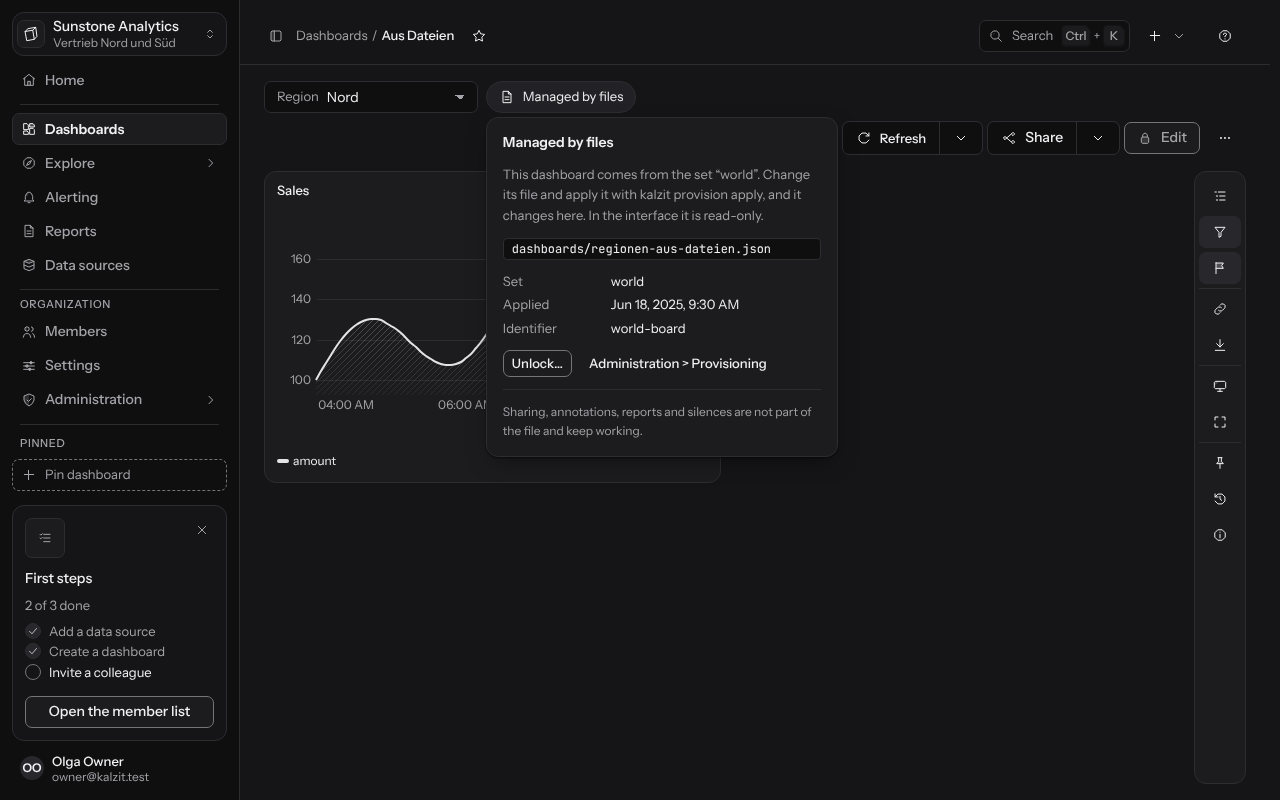 Sunstone Analytics
Vertrieb Nord und Süd
Home
Dashboards
Explore
Alerting
Reports
Data sources
ORGANIZATION
Members
Settings
Administration
PINNED
Pin dashboard
First steps
2 of 3 done
Add a data source
Create a dashboard
Invite a colleague
Open the member list
OO
Olga Owner
owner@kalzit.test
Dashboards / Aus Dateien
Search Ctrl + K
Region Nord
Managed by files
Refresh
Share
Edit
Managed by files
This dashboard comes from the set “world”. Change
its file and apply it with kalzit provision apply, and it
changes here. In the interface it is read-only.
dashboards/regionen-aus-dateien.json
Set world
Applied Jun 18, 2025, 9:30 AM
Identifier world-board
Unlock... Administration > Provisioning
Sharing, annotations, reports and silences are not part of
the file and keep working.
Sales
160
140
120
100
04:00 AM 06:00 AM
amount